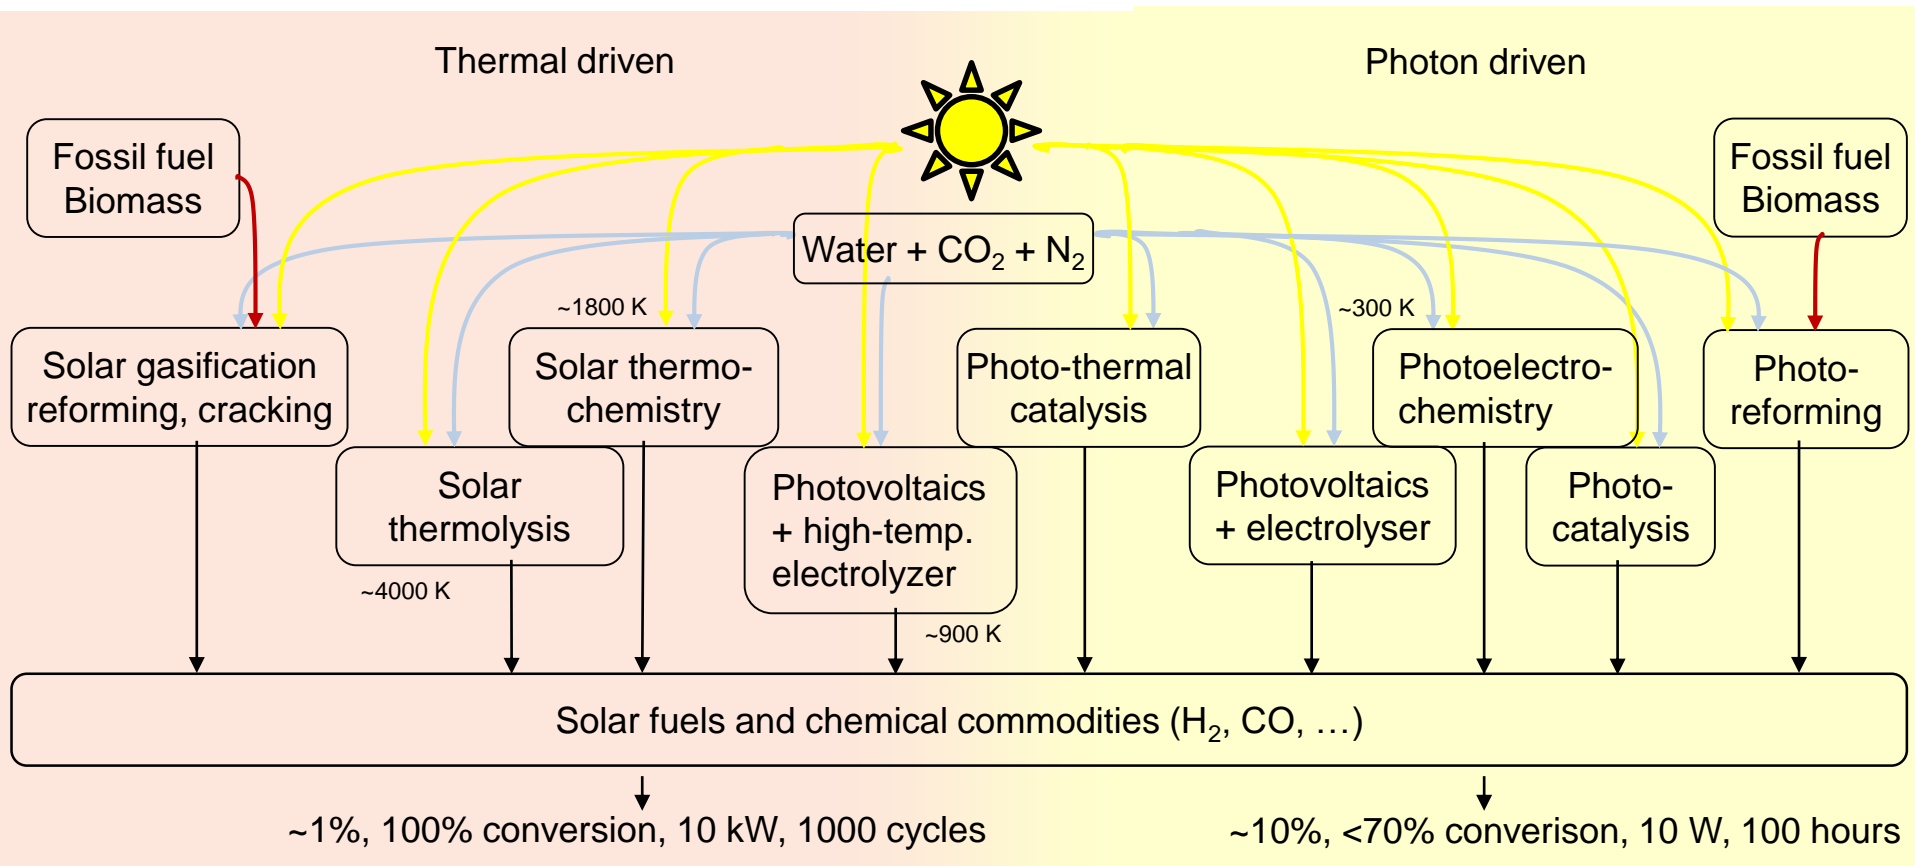 Thermal driven
Photon driven
Fossil fuel
Biomass
Fossil fuel
Biomass
Water + CO₂ + N₂
~1800 K
~300 K
Solar gasification
reforming, cracking
Solar thermo-
chemistry
Photo-thermal
catalysis
Photoelectro-
chemistry
Photo-
reforming
Solar
thermolysis
Photovoltaics
+ high-temp.
electrolyzer
Photovoltaics
+ electrolyser
Photo-
catalysis
~4000 K
~900 K
Solar fuels and chemical commodities (H₂, CO, …)
~1%, 100% conversion, 10 kW, 1000 cycles
~10%, <70% converison, 10 W, 100 hours